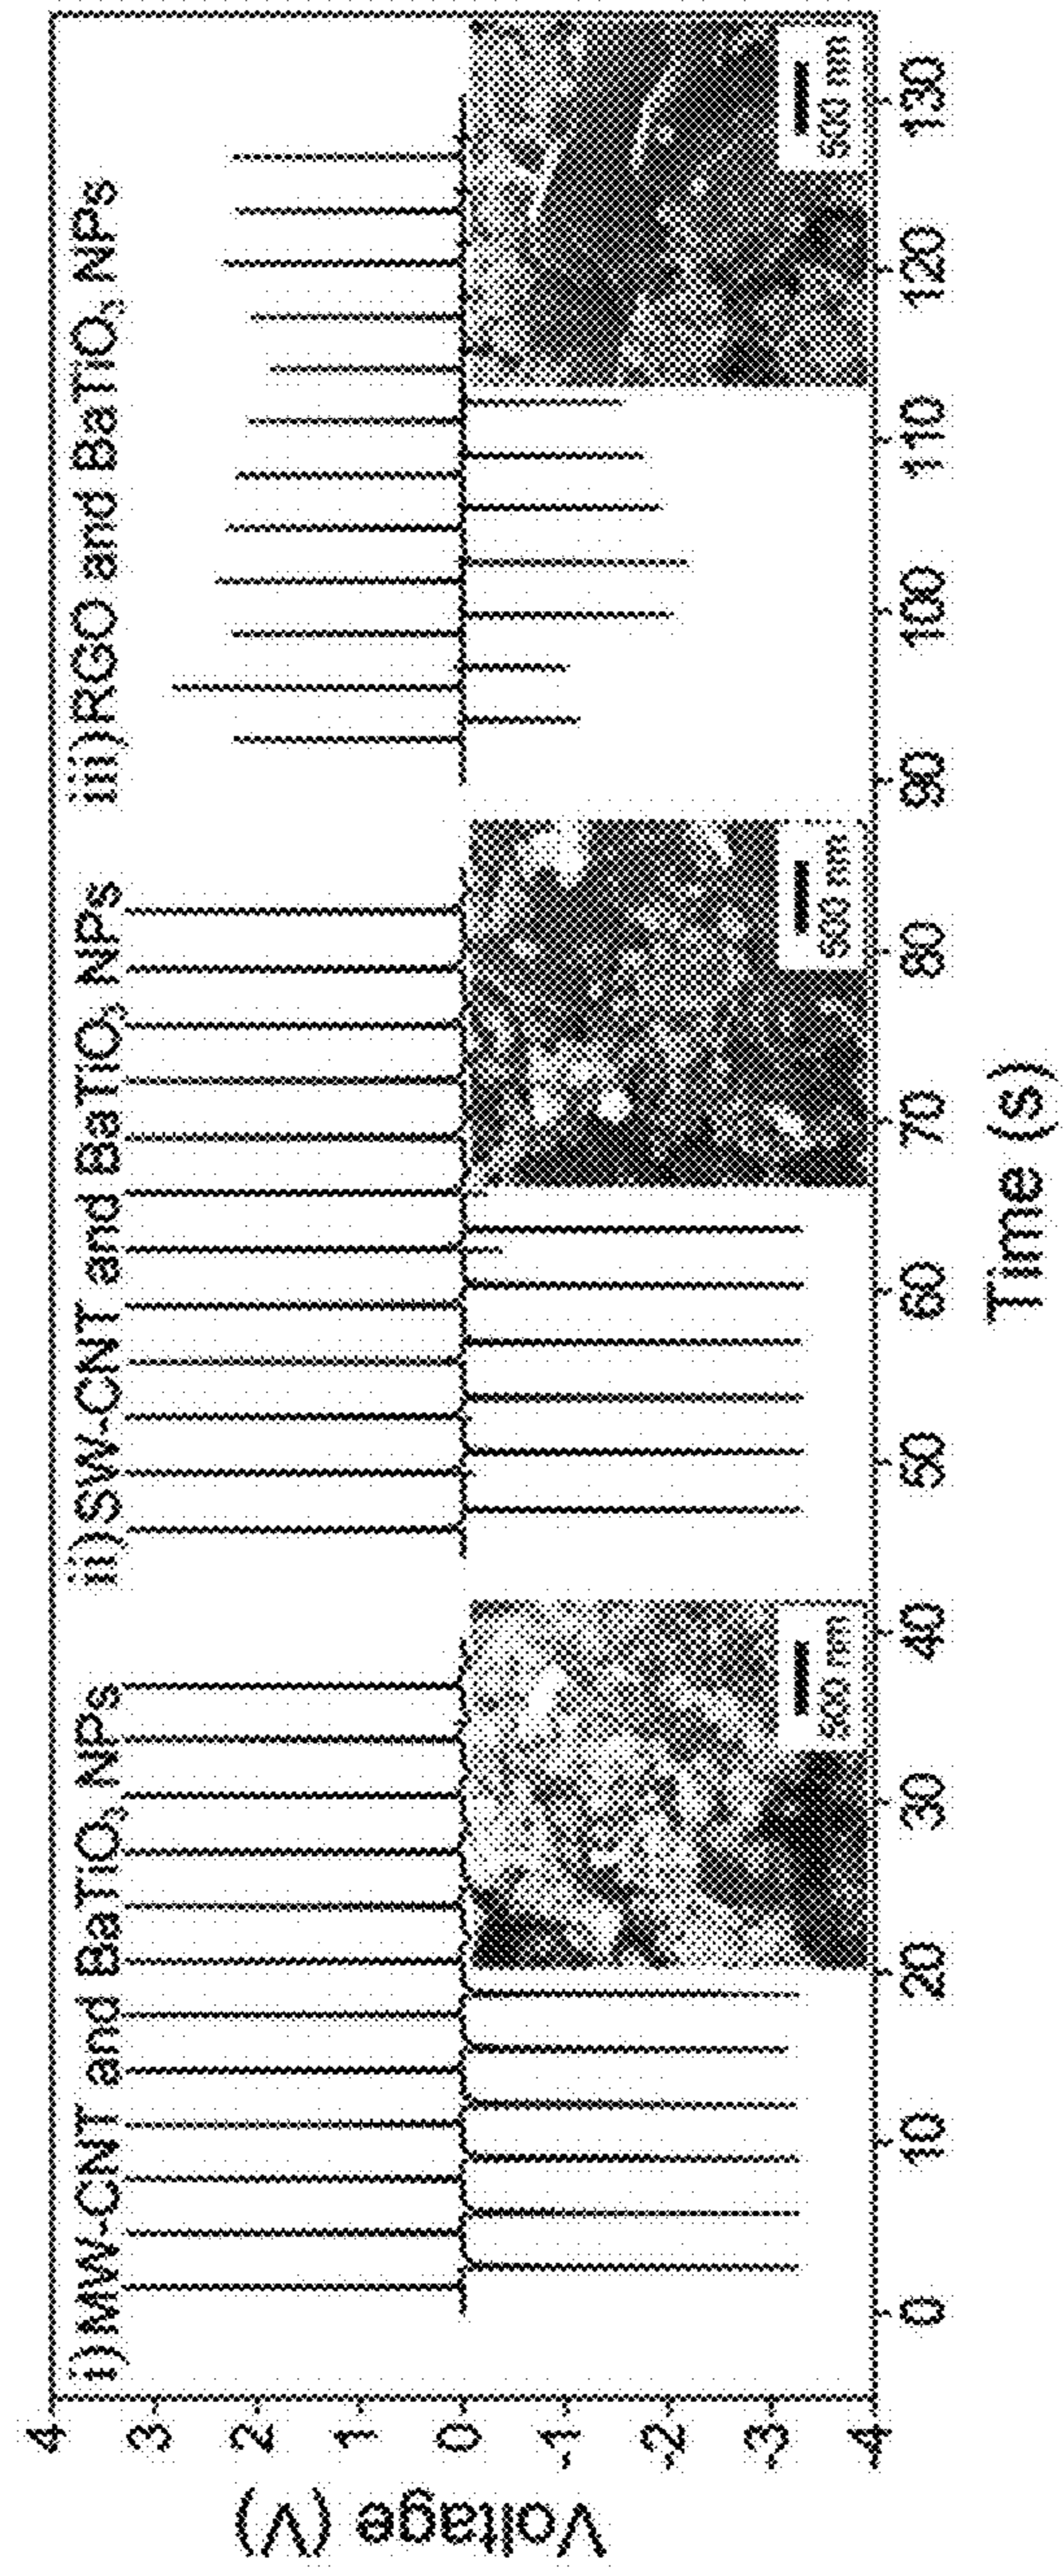 i)MW-CNT and BaTiO₃ NPs
ii)SW-CNT and BaTiO₃ NPs
iii)RGO and BaTiO₃ NPs
Voltage (V)
4
3
2
1
0
-1
-2
-3
-4
500 nm
500 nm
500 nm
0 10 20 30 40 50 60 70 80 90 100 110 120 130
Time (s)